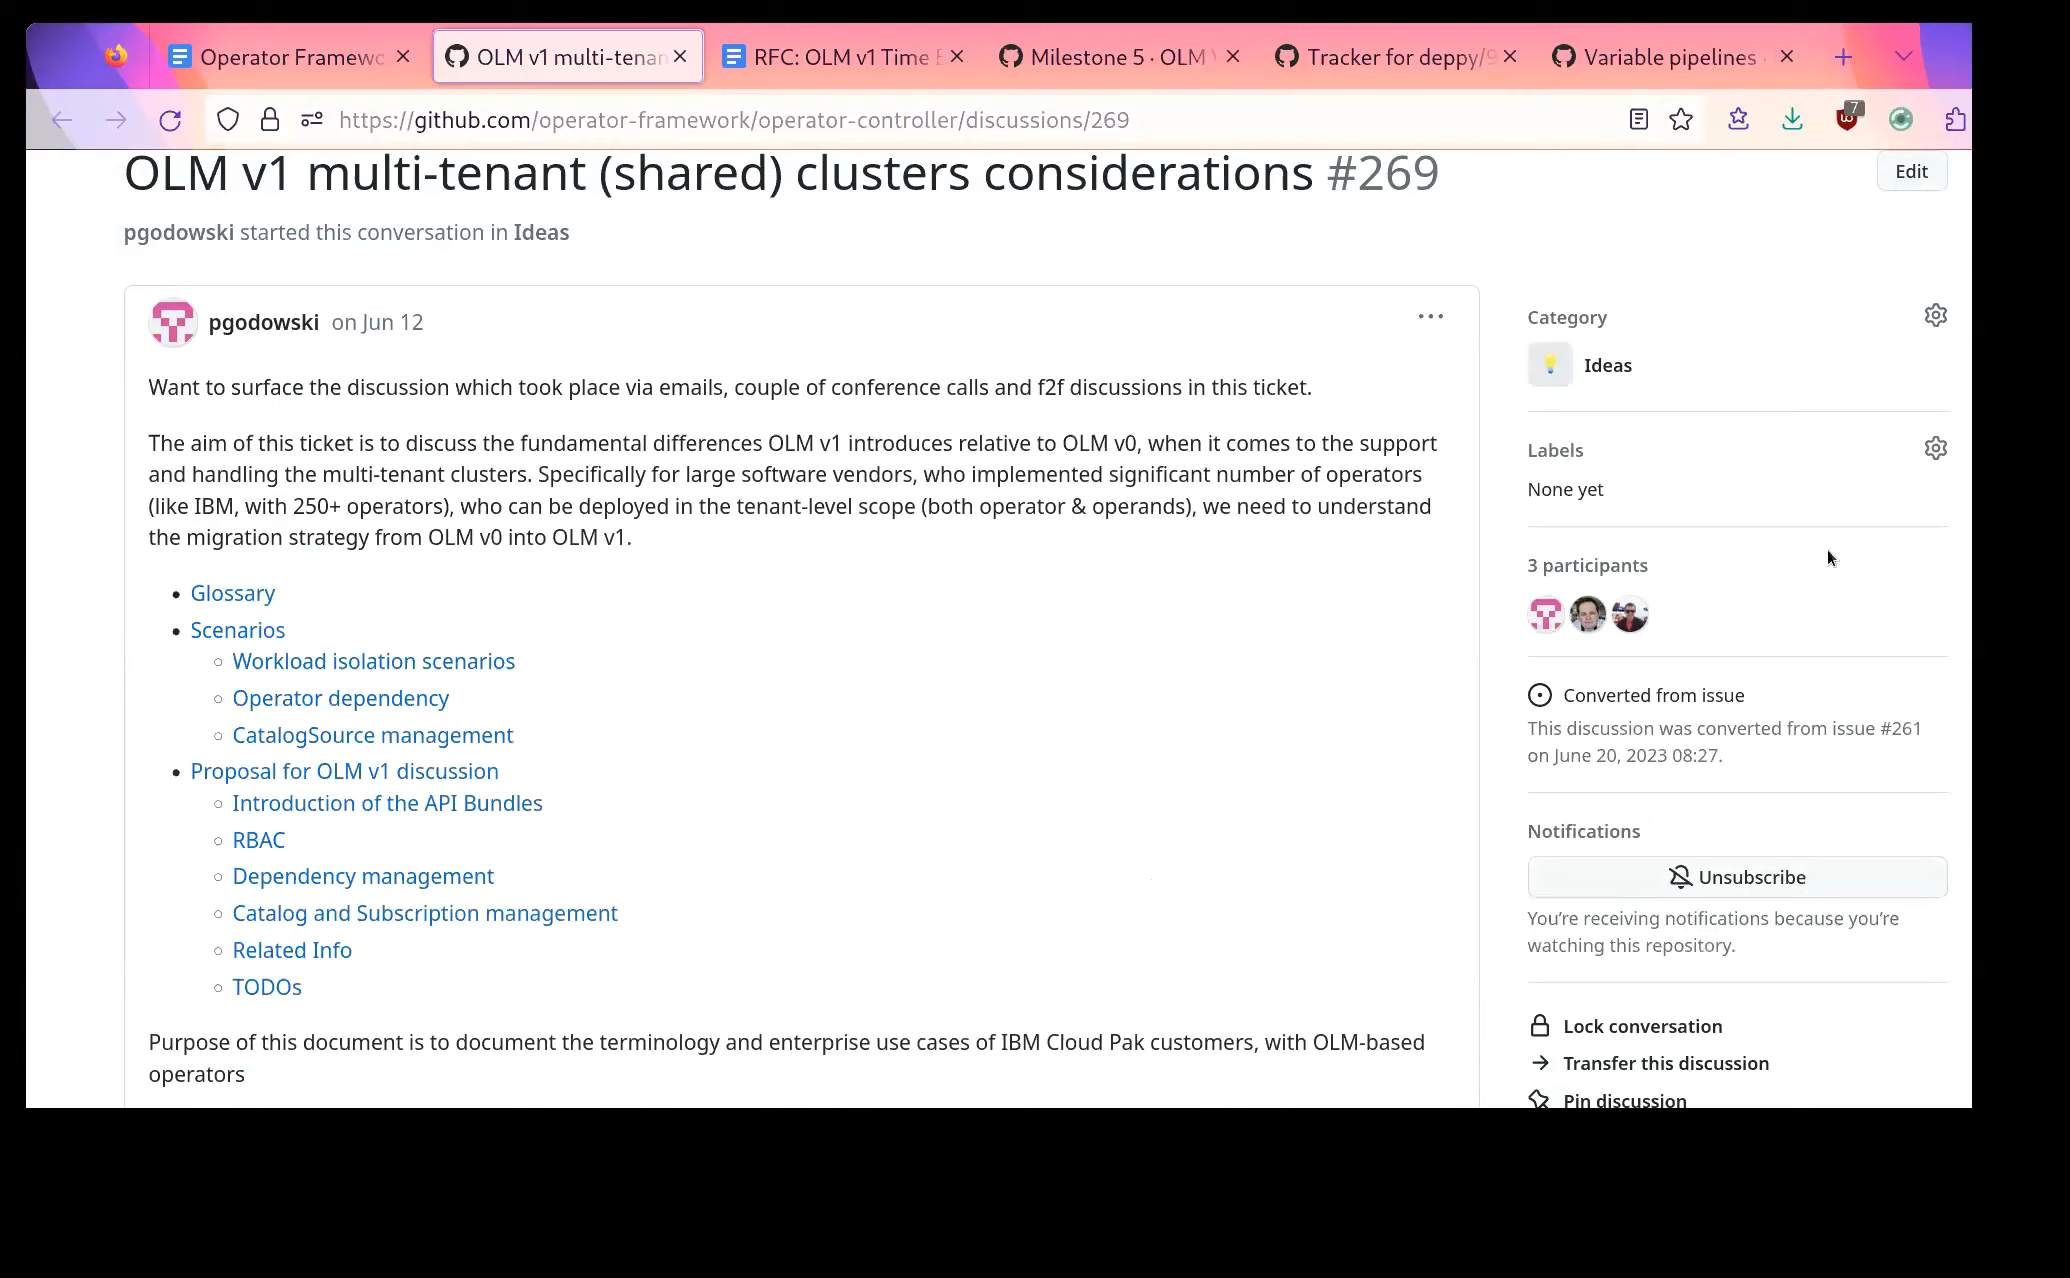 Operator Framewo
OLM v1 multi-tenan
RFC: OLM v1 Time
Milestone 5 · OLM
Tracker for deppy/9
Variable pipelines
https://github.com/operator-framework/operator-controller/discussions/269
7
OLM v1 multi-tenant (shared) clusters considerations #269
Edit
pgodowski started this conversation in Ideas
pgodowski on Jun 12
Want to surface the discussion which took place via emails, couple of conference calls and f2f discussions in this ticket.
The aim of this ticket is to discuss the fundamental differences OLM v1 introduces relative to OLM v0, when it comes to the support
and handling the multi-tenant clusters. Specifically for large software vendors, who implemented significant number of operators
(like IBM, with 250+ operators), who can be deployed in the tenant-level scope (both operator & operands), we need to understand
the migration strategy from OLM v0 into OLM v1.
Glossary
Scenarios
Workload isolation scenarios
Operator dependency
CatalogSource management
Proposal for OLM v1 discussion
Introduction of the API Bundles
RBAC
Dependency management
Catalog and Subscription management
Related Info
TODOs
Purpose of this document is to document the terminology and enterprise use cases of IBM Cloud Pak customers, with OLM-based
operators
Category
Ideas
Labels
None yet
3 participants
Converted from issue
This discussion was converted from issue #261
on June 20, 2023 08:27.
Notifications
Unsubscribe
You're receiving notifications because you're
watching this repository.
Lock conversation
Transfer this discussion
Pin discussion